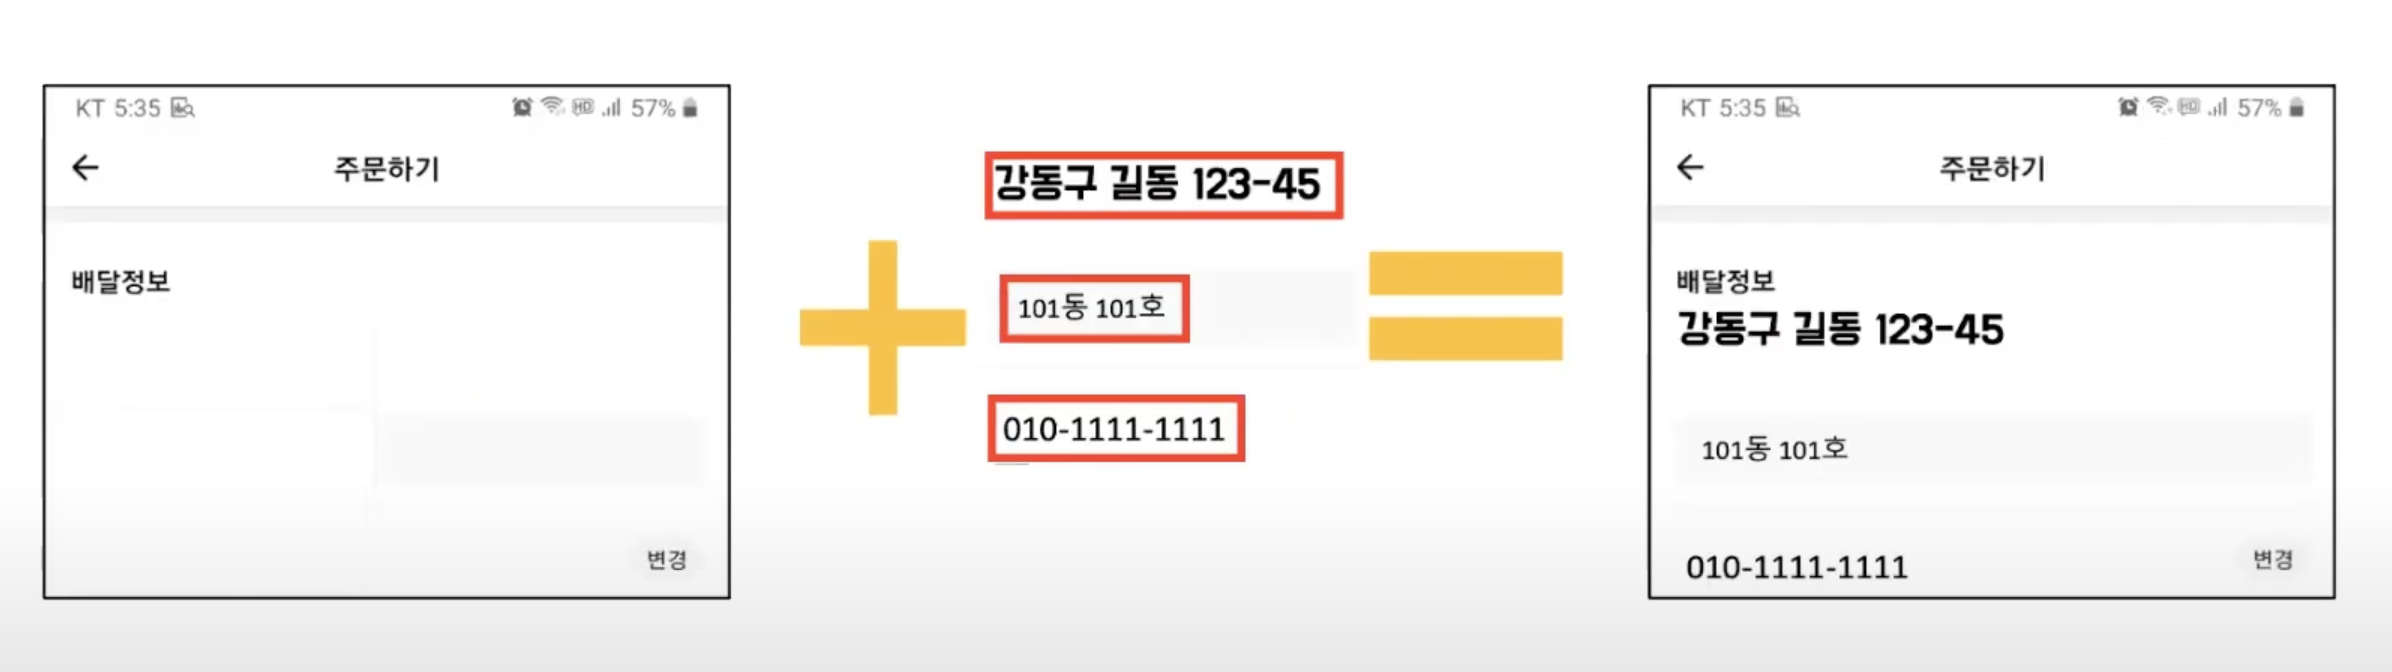 KT 5:35
57%
주문하기
배달정보
변경
강동구 길동 123-45
101동 101호
010-1111-1111
KT 5:35
57%
주문하기
배달정보
강동구 길동 123-45
101동 101호
010-1111-1111
변경